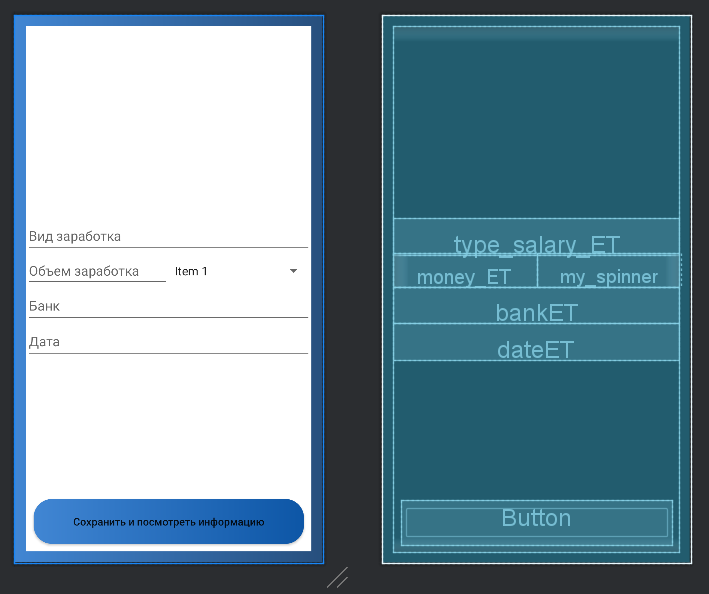 Вид заработка
Объем заработка
Item 1
Банк
Дата
Сохранить и посмотреть информацию
type_salary_ET
money_ET
my_spinner
bankET
dateET
Button